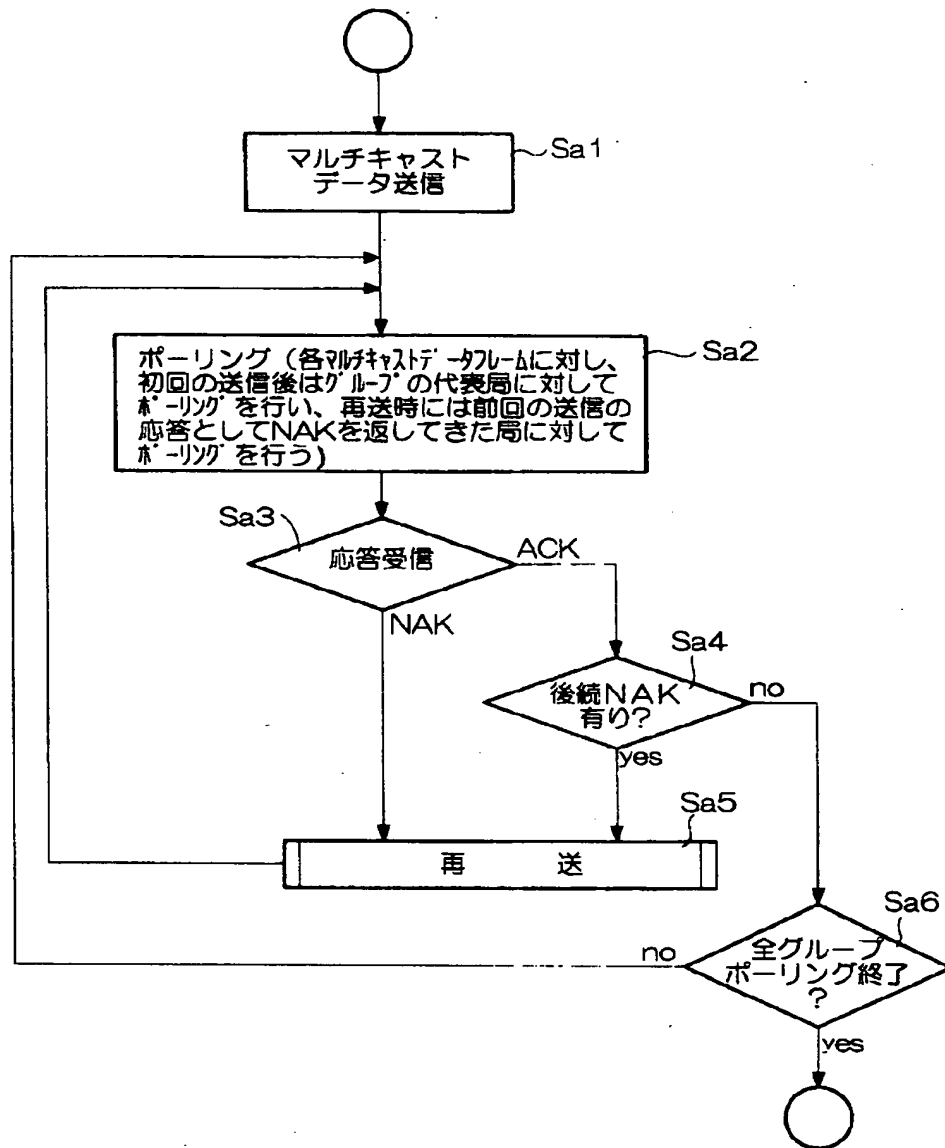 マルチキャスト
データ送信
Sa1
ポーリング(各マルチキャストデータフレームに対し、
初回の送信後はグループの代表局に対して
ポーリングを行い、再送時には前回の送信の
応答としてNAKを返してきた局に対して
ポーリングを行う)
Sa2
Sa3
応答受信
ACK
NAK
Sa4
後続NAK
有り?
no
yes
Sa5
再 送
Sa6
全グループ
ポーリング終了
?
no
yes